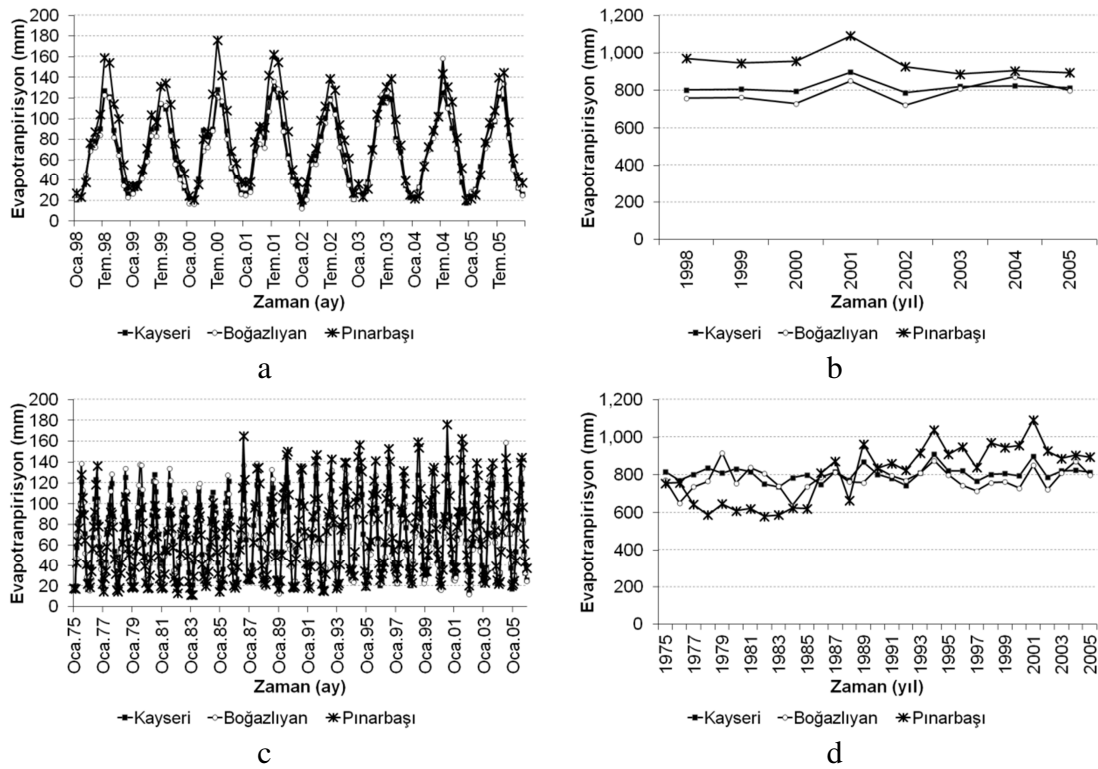 Evapotranpirisyon (mm)
200
180
160
140
120
100
80
60
40
20
0
Oca.98
Tem.98
Oca.99
Tem.99
Oca.00
Tem.00
Oca.01
Tem.01
Oca.02
Tem.02
Oca.03
Tem.03
Oca.04
Tem.04
Oca.05
Tem.05
Zaman (ay)
Kayseri Boğazlıyan Pınarbaşı
a
Evapotranpirisyon (mm)
1,200
1,000
800
600
400
200
0
1998
1999
2000
2001
2002
2003
2004
2005
Zaman (yıl)
Kayseri Boğazlıyan Pınarbaşı
b
Evapotranpirisyon (mm)
200
180
160
140
120
100
80
60
40
20
0
Oca.75
Oca.77
Oca.79
Oca.81
Oca.83
Oca.85
Oca.87
Oca.89
Oca.91
Oca.93
Oca.95
Oca.97
Oca.99
Oca.01
Oca.03
Oca.05
Zaman (ay)
Kayseri Boğazlıyan Pınarbaşı
c
Evapotranpirisyon (mm)
1,200
1,000
800
600
400
200
0
1975
1977
1979
1981
1983
1985
1987
1989
1991
1993
1995
1997
1999
2001
2003
2005
Zaman (yıl)
Kayseri Boğazlıyan Pınarbaşı
d